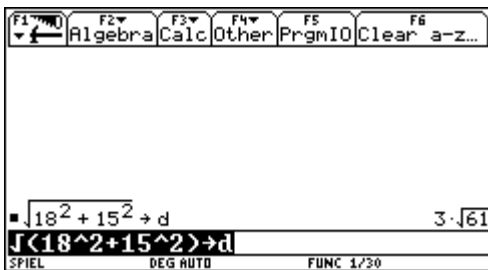 F1 F2 F3 F4 F5 F6
Algebra Calc Other PrgmIO Clear a-z…
√18² + 15² → d 3·√61
√(18^2+15^2)→d
SPIEL DEG AUTO FUNC 1/30